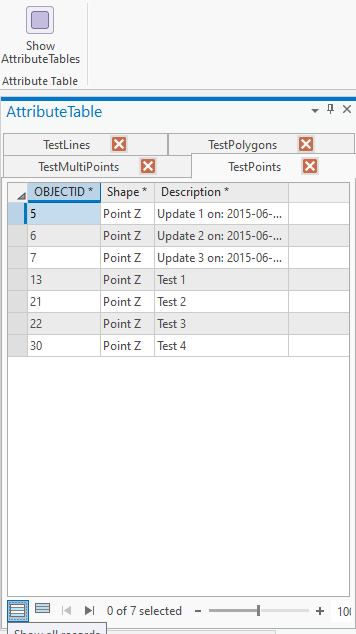 Show
AttributeTables
Attribute Table
AttributeTable
TestLines TestPolygons
TestMultiPoints TestPoints
OBJECTID * Shape * Description *
5 Point Z Update 1 on: 2015-06-...
6 Point Z Update 2 on: 2015-06-...
7 Point Z Update 3 on: 2015-06-...
13 Point Z Test 1
21 Point Z Test 2
22 Point Z Test 3
30 Point Z Test 4
0 of 7 selected
Show all records